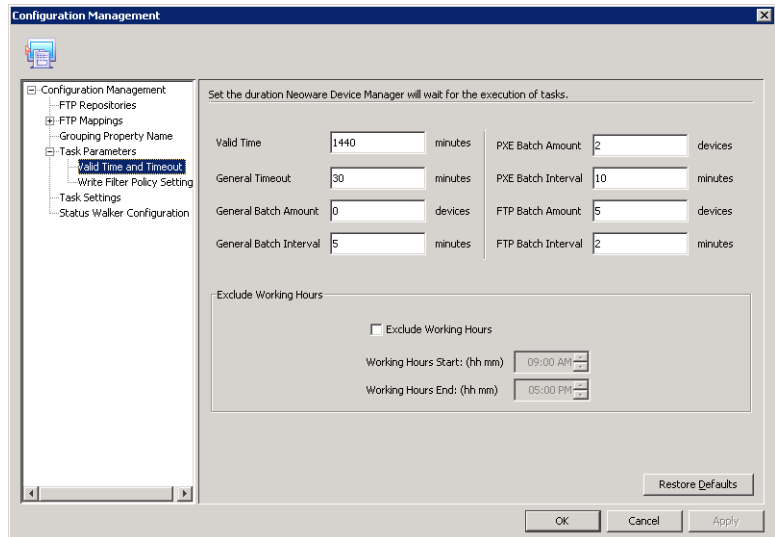 Configuration Management
Configuration Management
FTP Repositories
FTP Mappings
Grouping Property Name
Task Parameters
Valid Time and Timeout
Write Filter Policy Setting
Task Settings
Status Walker Configuration
Set the duration Neoware Device Manager will wait for the execution of tasks.
Valid Time 1440 minutes
General Timeout 30 minutes
General Batch Amount 0 devices
General Batch Interval 5 minutes
PXE Batch Amount 2 devices
PXE Batch Interval 10 minutes
FTP Batch Amount 5 devices
FTP Batch Interval 2 minutes
Exclude Working Hours
Exclude Working Hours
Working Hours Start: (hh mm) 09:00 AM
Working Hours End: (hh mm) 05:00 PM
Restore Defaults
OK Cancel Apply